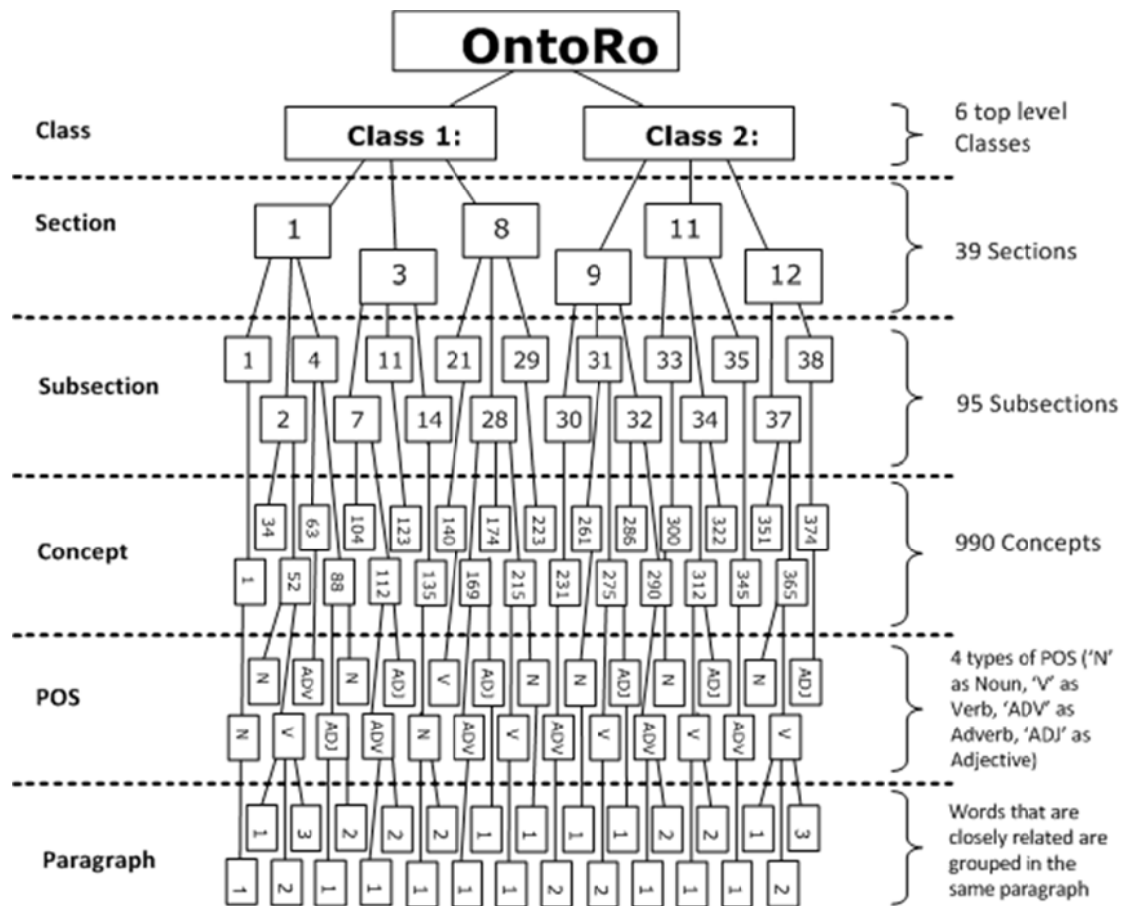 OntoRo
Class
Class 1:
Class 2:
6 top level
Classes
Section
1
8
11
3
9
12
39 Sections
Subsection
1
4
11
21
29
31
33
35
38
2
7
14
28
30
32
34
37
95 Subsections
Concept
34
63
104
123
140
174
223
261
286
300
322
351
374
1
52
88
112
135
169
215
231
275
290
312
345
365
990 Concepts
POS
N
ADV
N
ADJ
V
ADJ
N
N
ADJ
N
ADJ
N
ADJ
N
V
ADJ
ADV
N
ADV
V
ADV
V
ADV
V
ADV
V
4 types of POS (‘N’
as Noun, ‘V’ as
Verb, ‘ADV’ as
Adverb, ‘ADJ’ as
Adjective)
Paragraph
1
3
2
2
2
1
1
1
1
2
2
1
3
1
2
1
1
1
1
1
2
2
1
1
1
2
Words that are
closely related are
grouped in the
same paragraph